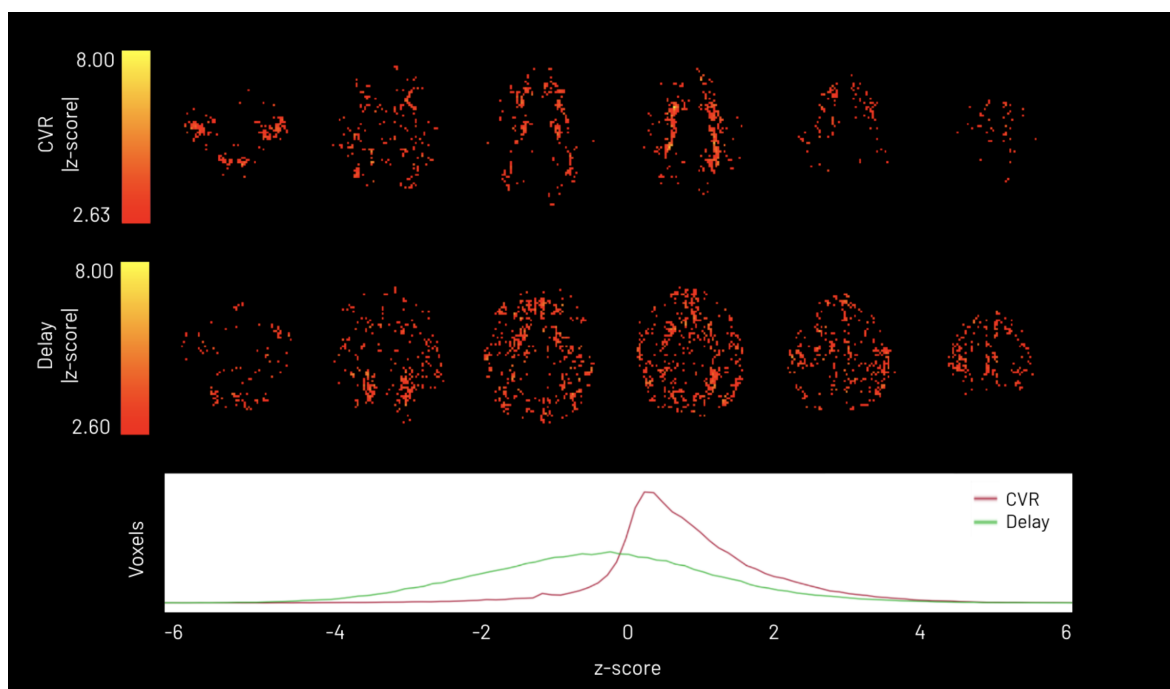 8.00
CVR
|z-score|
2.63
8.00
Delay
|z-score|
2.60
CVR
Delay
Voxels
-6 -4 -2 0 2 4 6
z-score